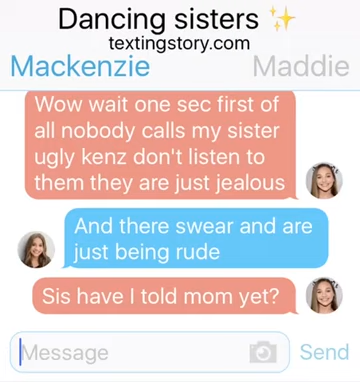 Dancing sisters ✨
textingstory.com
Mackenzie Maddie
Wow wait one sec first of
all nobody calls my sister
ugly kenz don't listen to
them they are just jealous
And there swear and are
just being rude
Sis have I told mom yet?
Message Send